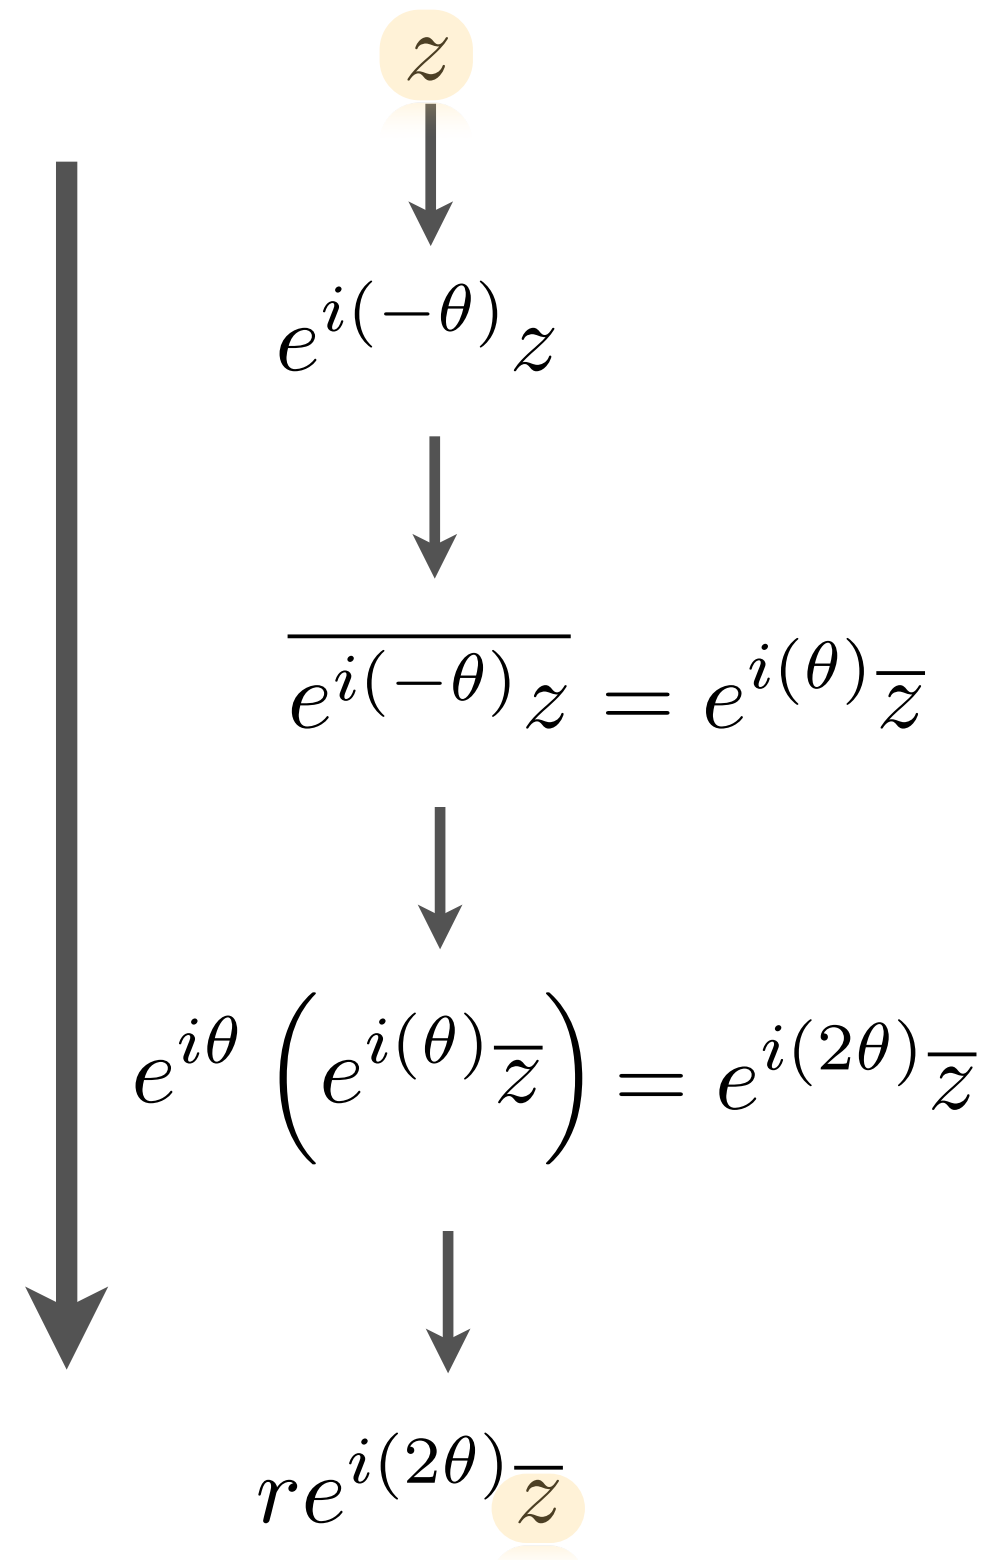 z
e^{i(-θ)}z
\overline{e^{i(-θ)}z} = e^{i(θ)}\overline{z}
e^{iθ}(e^{i(θ)}\overline{z}) = e^{i(2θ)}\overline{z}
re^{i(2θ)}\overline{z}